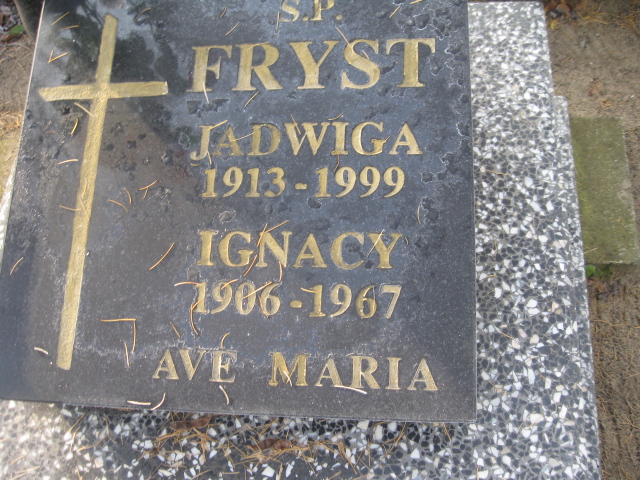 Ś.P.
FRYST
JADWIGA
1913-1999
IGNACY
1906-1967
AVE MARIA